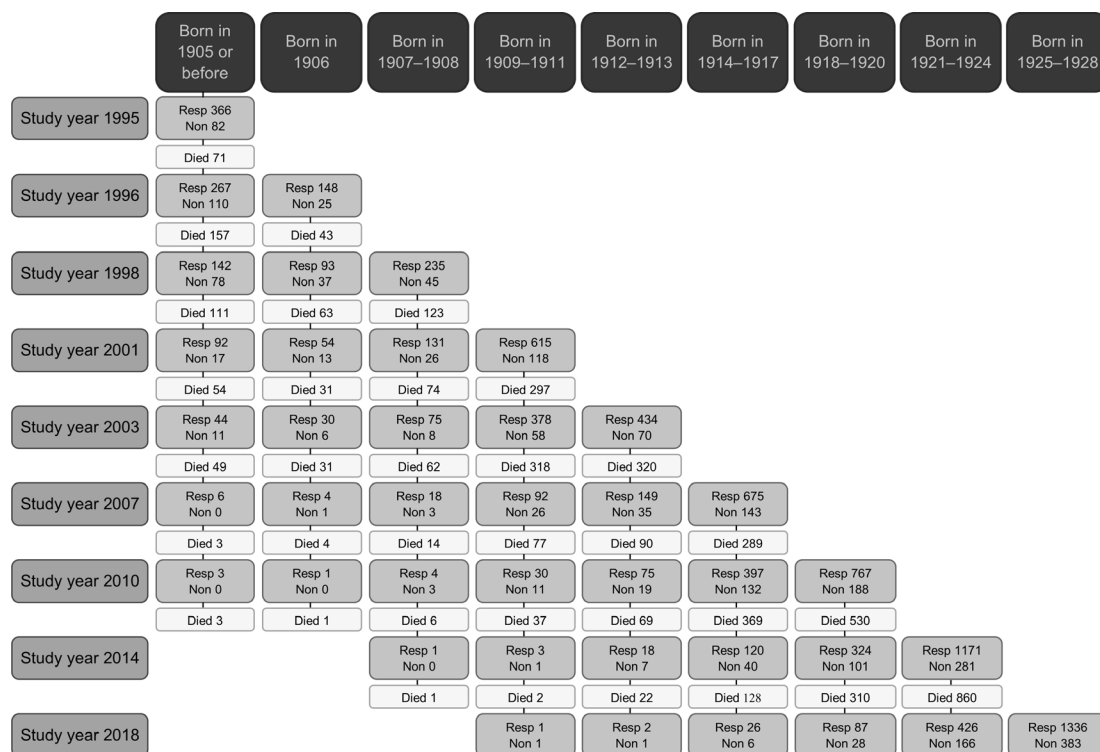 Born in
1905 or
before
Born in
1906
Born in
1907–1908
Born in
1909–1911
Born in
1912–1913
Born in
1914–1917
Born in
1918–1920
Born in
1921–1924
Born in
1925–1928
Study year 1995
Resp 366
Non 82
Died 71
Study year 1996
Resp 267
Non 110
Resp 148
Non 25
Died 157
Died 43
Study year 1998
Resp 142
Non 78
Resp 93
Non 37
Resp 235
Non 45
Died 111
Died 63
Died 123
Study year 2001
Resp 92
Non 17
Resp 54
Non 13
Resp 131
Non 26
Resp 615
Non 118
Died 54
Died 31
Died 74
Died 297
Study year 2003
Resp 44
Non 11
Resp 30
Non 6
Resp 75
Non 8
Resp 378
Non 58
Resp 434
Non 70
Died 49
Died 31
Died 62
Died 318
Died 320
Study year 2007
Resp 6
Non 0
Resp 4
Non 1
Resp 18
Non 3
Resp 92
Non 26
Resp 149
Non 35
Resp 675
Non 143
Died 3
Died 4
Died 14
Died 77
Died 90
Died 289
Study year 2010
Resp 3
Non 0
Resp 1
Non 0
Resp 4
Non 3
Resp 30
Non 11
Resp 75
Non 19
Resp 397
Non 132
Resp 767
Non 188
Died 3
Died 1
Died 6
Died 37
Died 69
Died 369
Died 530
Study year 2014
Resp 1
Non 0
Resp 3
Non 1
Resp 18
Non 7
Resp 120
Non 40
Resp 324
Non 101
Resp 1171
Non 281
Died 1
Died 2
Died 22
Died 128
Died 310
Died 860
Study year 2018
Resp 1
Non 1
Resp 2
Non 1
Resp 26
Non 6
Resp 87
Non 28
Resp 426
Non 166
Resp 1336
Non 383